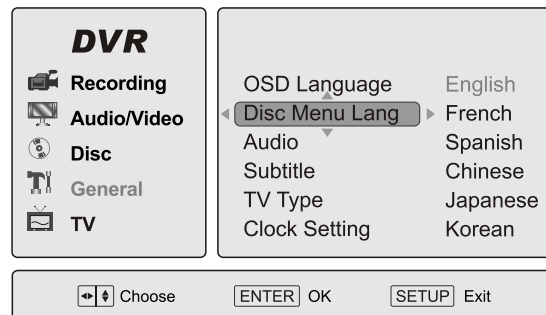 DVR
Recording
Audio/Video
Disc
General
TV
OSD Language English
Disc Menu Lang French
Audio Spanish
Subtitle Chinese
TV Type Japanese
Clock Setting Korean
Choose ENTER OK SETUP Exit